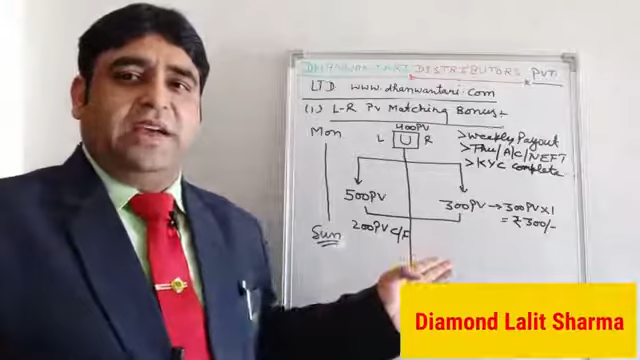 DHANWANTARI DISTRIBUTORS PVT
LTD www.dhanwantari.com
(1) L-R PV Matching Bonus
400PV
Mon L U R
>weekly Payout
>Thu/A/C/NEFT
>KYC complete
500PV
300PV → 300PV×1
= ₹300/-
200PV C/F
Sun
Diamond Lalit Sharma